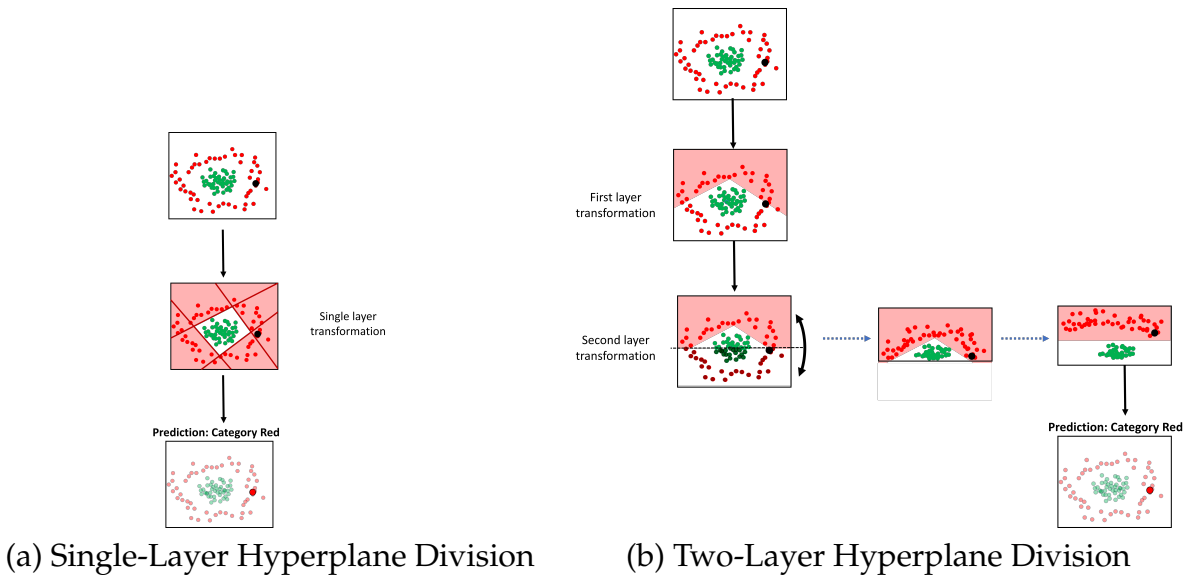 Single layer
transformation
Prediction: Category Red
(a) Single-Layer Hyperplane Division
First layer
transformation
Second layer
transformation
Prediction: Category Red
(b) Two-Layer Hyperplane Division